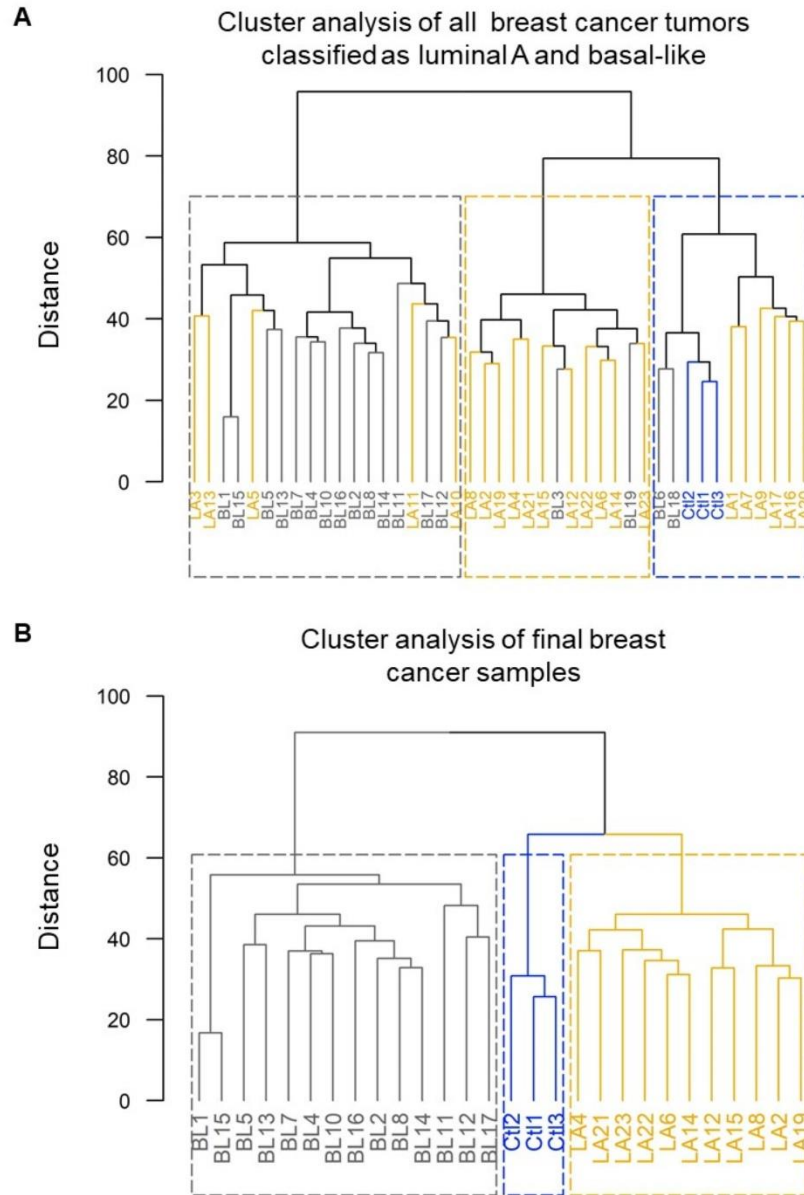 A
Cluster analysis of all breast cancer tumors
classified as luminal A and basal-like
100
80
60
40
20
0
Distance
LA3
LA13
BL1
BL15
LA5
BL5
BL13
BL7
BL4
BL10
BL16
BL2
BL8
BL14
BL11
LA11
BL17
BL12
LA10
LA8
LA2
LA19
LA4
LA21
LA15
BL3
LA12
LA22
LA6
LA14
BL19
LA23
BL6
BL18
Ctl2
Ctl1
Ctl3
LA1
LA7
LA9
LA17
LA16
B
Cluster analysis of final breast
cancer samples
100
80
60
40
20
0
Distance
BL1
BL15
BL5
BL13
BL7
BL4
BL10
BL16
BL2
BL8
BL14
BL11
BL12
BL17
Ctl2
Ctl1
Ctl3
LA4
LA21
LA23
LA22
LA6
LA14
LA12
LA15
LA8
LA2
LA19